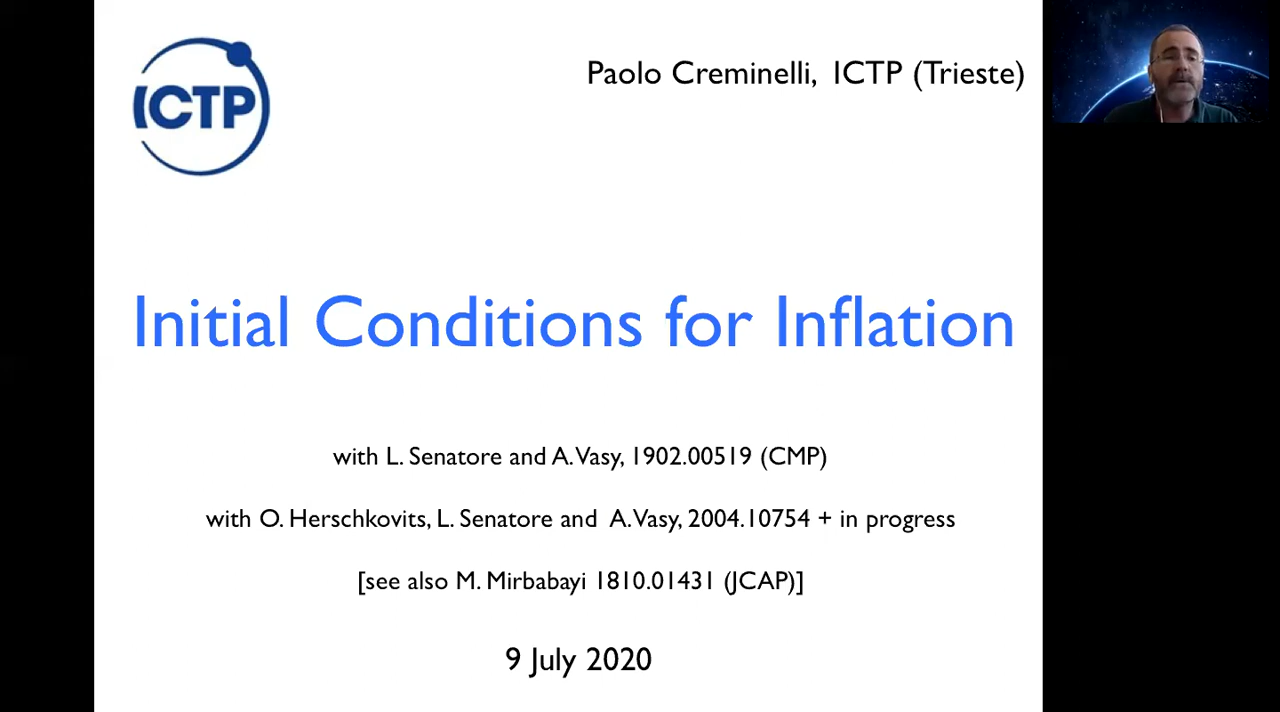 ICTP
Paolo Creminelli, ICTP (Trieste)
Initial Conditions for Inflation
with L. Senatore and A. Vasy, 1902.00519 (CMP)
with O. Herschkovits, L. Senatore and A. Vasy, 2004.10754 + in progress
[see also M. Mirbabayi 1810.01431 (JCAP)]
9 July 2020